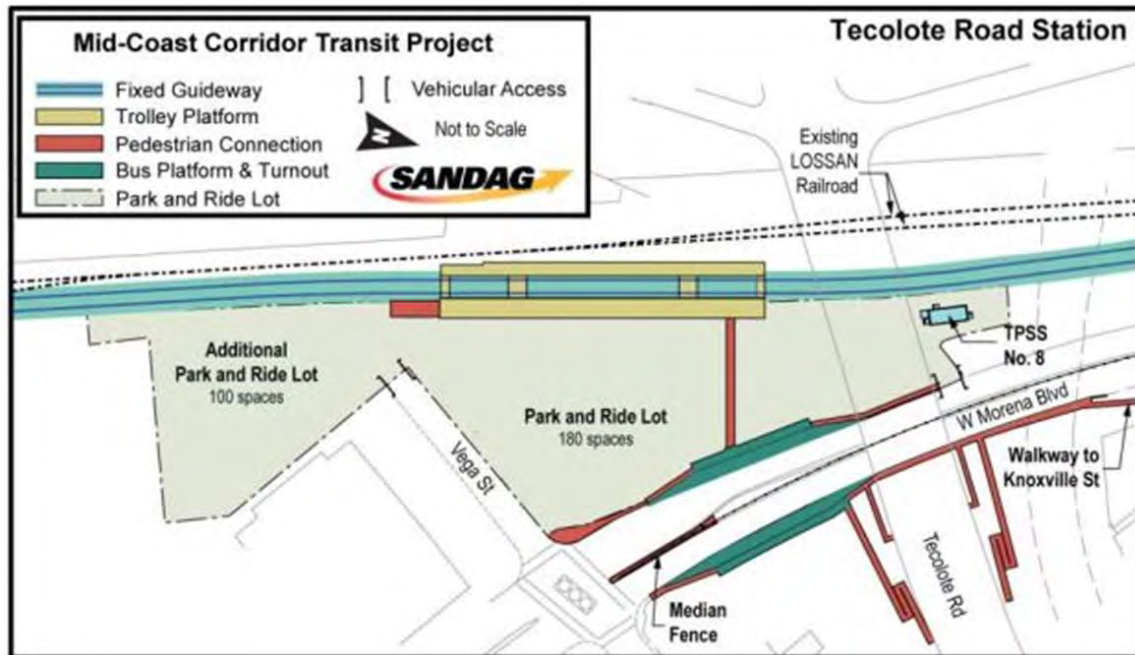 Mid-Coast Corridor Transit Project
Fixed Guideway
Trolley Platform
Pedestrian Connection
Bus Platform & Turnout
Park and Ride Lot
Vehicular Access
N
Not to Scale
SANDAG
Tecolote Road Station
Existing
LOSSAN
Railroad
TPSS
No. 8
Additional
Park and Ride Lot
100 spaces
Park and Ride Lot
180 spaces
Vega St
W Morena Blvd
Walkway to
Knoxville St
Tecolote Rd
Median
Fence